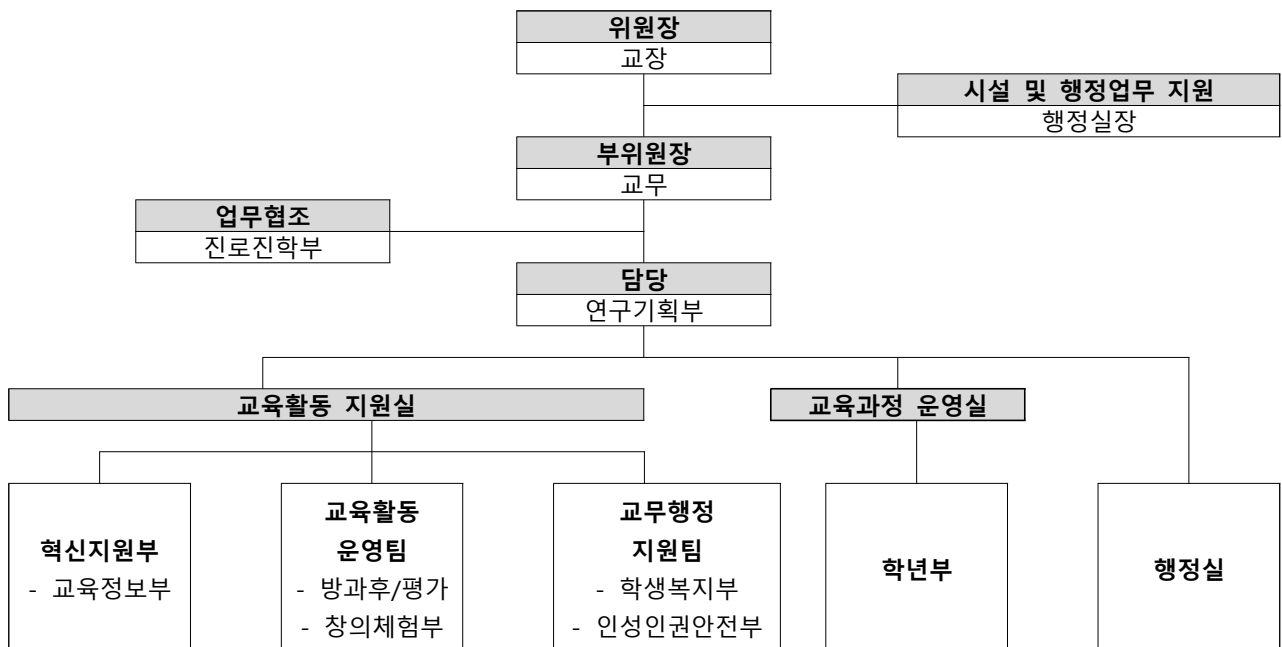 위원장
교장
시설 및 행정업무 지원
행정실장
부위원장
교무
업무협조
진로진학부
담당
연구기획부
교육활동 지원실
교육과정 운영실
혁신지원부
- 교육정보부
교육활동
운영팀
- 방과후/평가
- 창의체험부
교무행정
지원팀
- 학생복지부
- 인성인권안전부
학년부
행정실